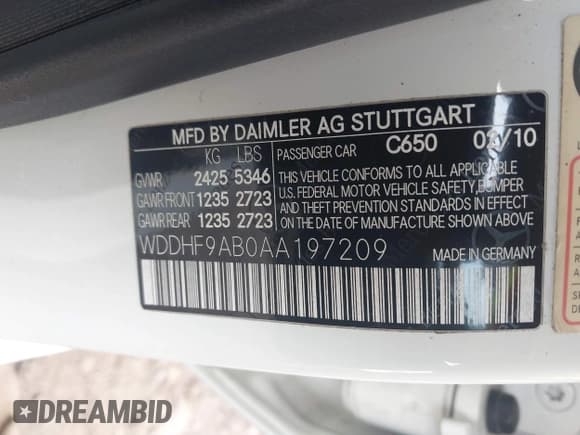 MFD BY DAIMLER AG STUTTGART
KG LBS
PASSENGER CAR C650 02/10
GVWR 2425 5346
GAWR FRONT 1235 2723
GAWR REAR 1235 2723
THIS VEHICLE CONFORMS TO ALL APPLICABLE
U.S. FEDERAL MOTOR VEHICLE SAFETY, BUMPER
AND THEFT PREVENTION STANDARDS IN EFFECT
ON THE DATE OF MANUFACTURE SHOWN ABOVE.
WDDHF9AB0AA197209
MADE IN GERMANY
DREAMBID